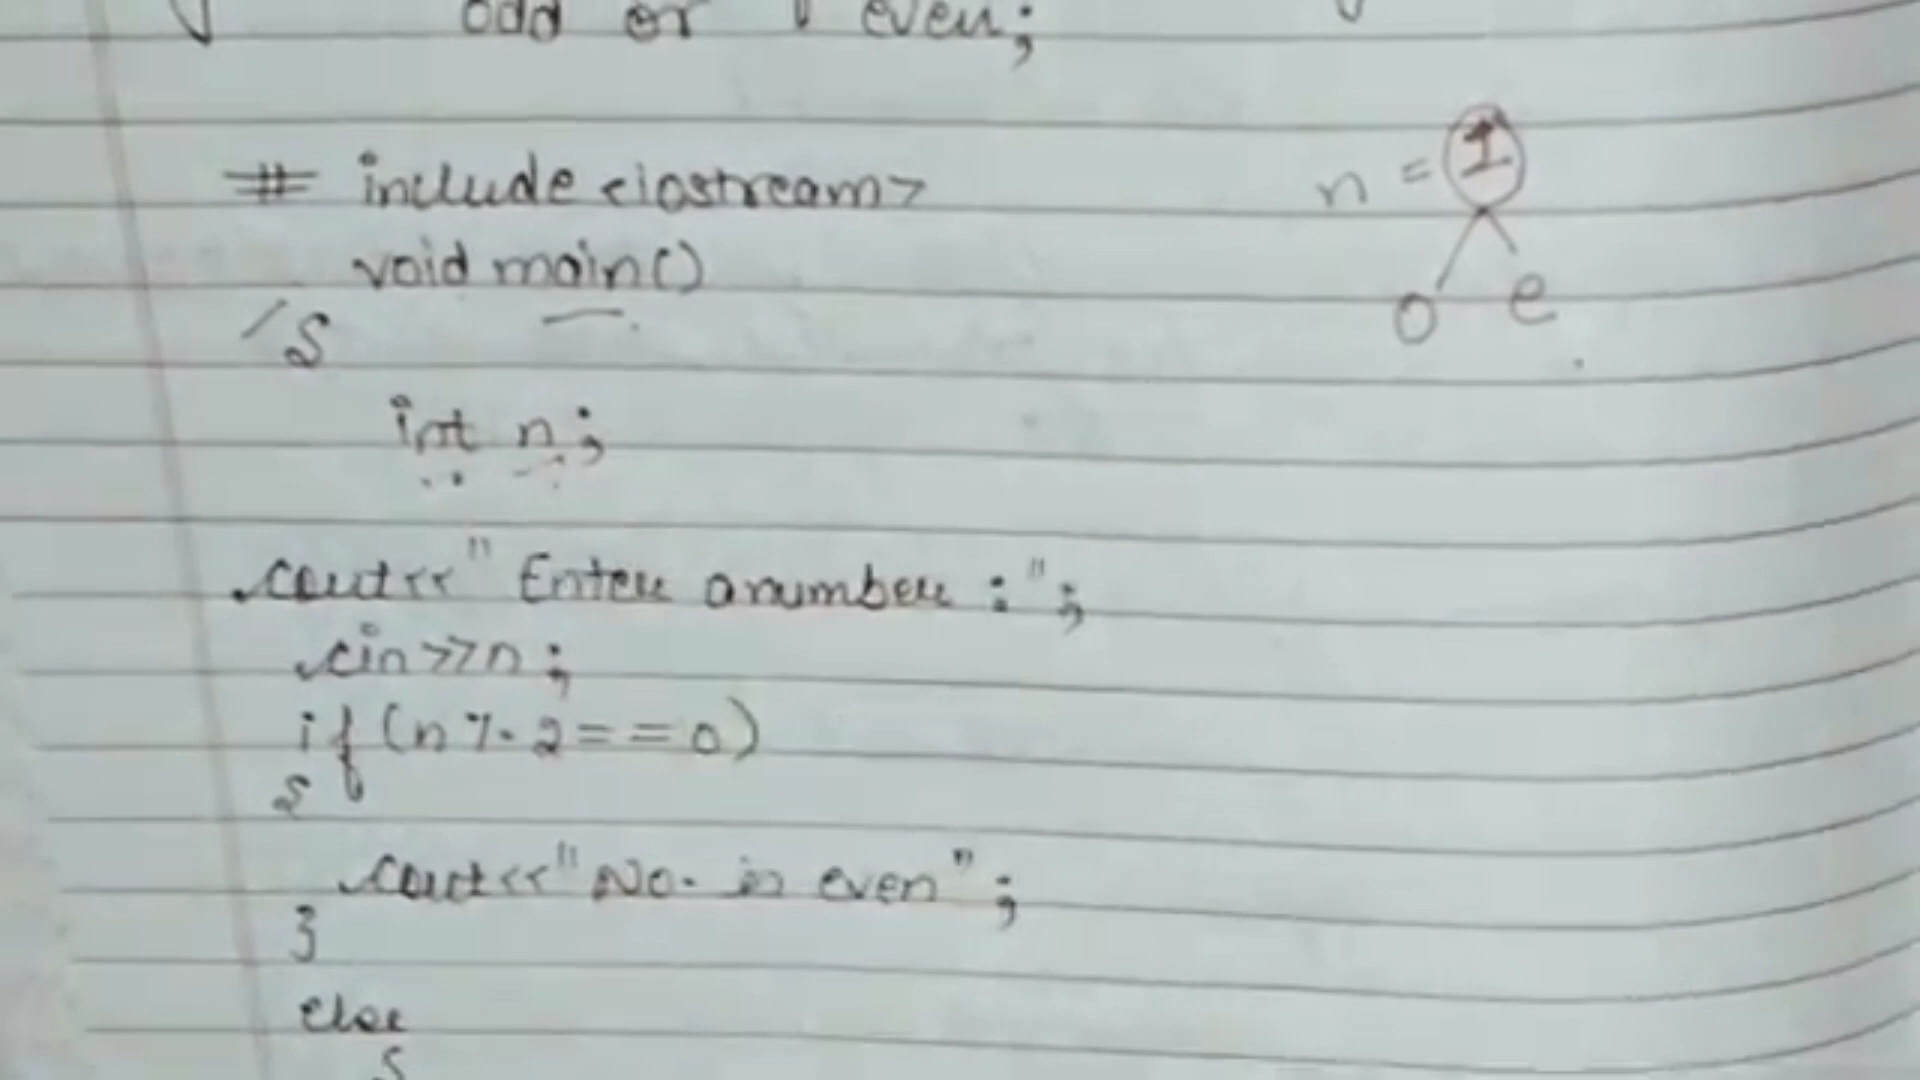 odd or even;
# include <iostream>
void main()
{
int n;
cout<<" Enter a number : ";
cin>>n;
if (n % 2 = = 0)
{
cout<<"No. is even";
}
else
{
n = 1
o e